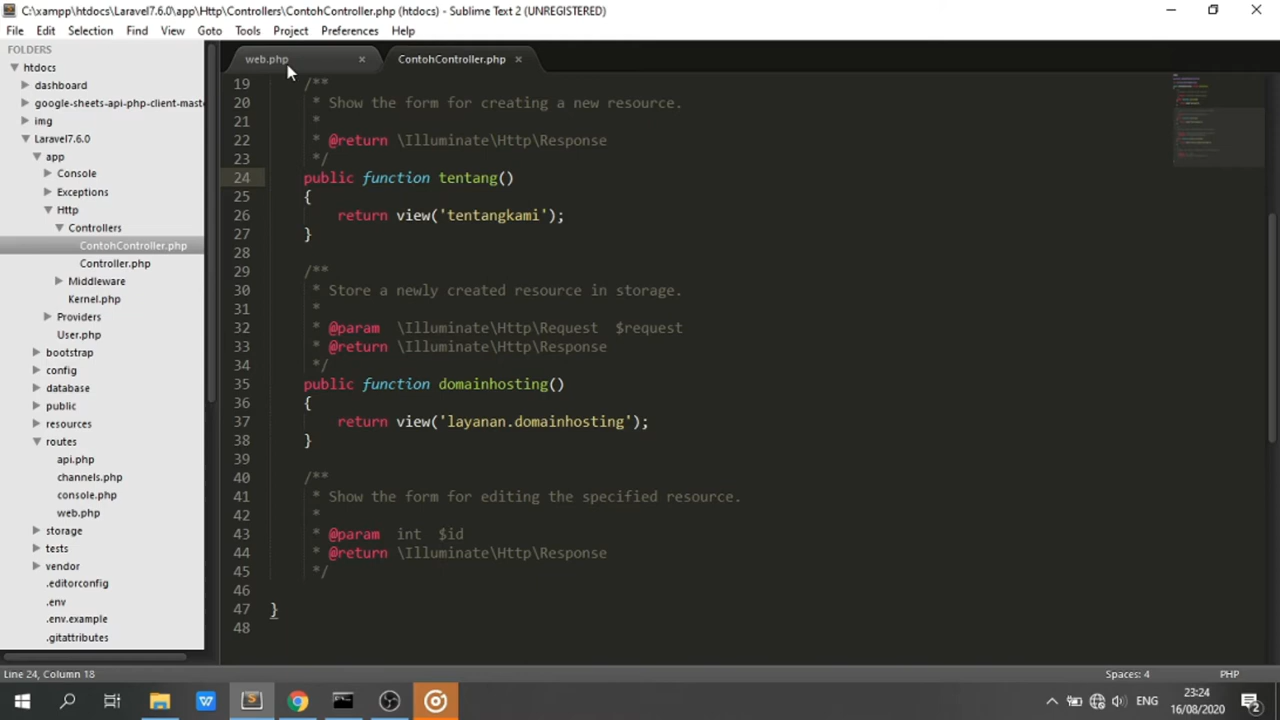 C:\xampp\htdocs\Laravel7.6.0\app\Http\Controllers\ContohController.php (htdocs) - Sublime Text 2 (UNREGISTERED)
File Edit Selection Find View Goto Tools Project Preferences Help
FOLDERS
htdocs
dashboard
google-sheets-api-php-client-maste
img
Laravel7.6.0
app
Console
Exceptions
Http
Controllers
ContohController.php
Controller.php
Middleware
Kernel.php
Providers
User.php
bootstrap
config
database
public
resources
routes
api.php
channels.php
console.php
web.php
storage
tests
vendor
.editorconfig
.env
.env.example
.gitattributes
web.php × ContohController.php ×
19 /**
20 * Show the form for creating a new resource.
21 *
22 * @return \Illuminate\Http\Response
23 */
24 public function tentang()
25 {
26 return view('tentangkami');
27 }
28
29 /**
30 * Store a newly created resource in storage.
31 *
32 * @param \Illuminate\Http\Request $request
33 * @return \Illuminate\Http\Response
34 */
35 public function domainhosting()
36 {
37 return view('layanan.domainhosting');
38 }
39
40 /**
41 * Show the form for editing the specified resource.
42 *
43 * @param int $id
44 * @return \Illuminate\Http\Response
45 */
46
47 }
48
Line 24, Column 18 Spaces: 4 PHP
ENG 23:24
16/08/2020 2